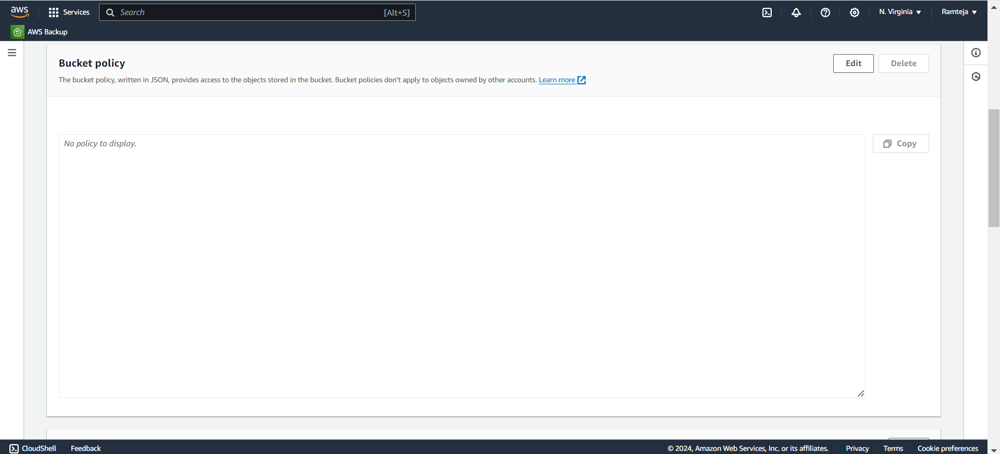 aws Services Search [Alt+S] N. Virginia Ramteja
AWS Backup
Bucket policy Edit Delete
The bucket policy, written in JSON, provides access to the objects stored in the bucket. Bucket policies don't apply to objects owned by other accounts. Learn more
No policy to display. Copy
CloudShell Feedback © 2024, Amazon Web Services, Inc. or its affiliates. Privacy Terms Cookie preferences